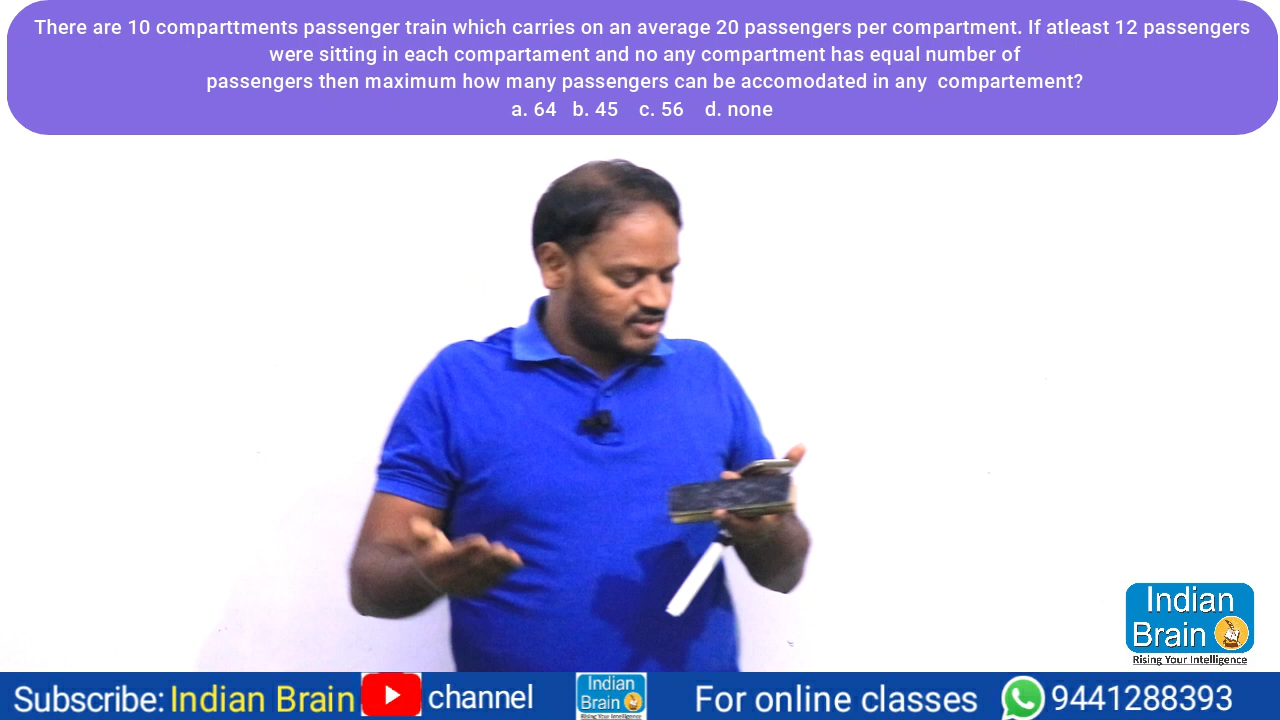 There are 10 comparttments passenger train which carries on an average 20 passengers per compartment. If atleast 12 passengers
were sitting in each compartament and no any compartment has equal number of
passengers then maximum how many passengers can be accomodated in any  compartement?
a. 64   b. 45    c. 56    d. none
Indian
Brain
Rising Your Intelligence
Subscribe: Indian Brain channel
Indian
Brain
Rising Your Intelligence
For online classes 9441288393